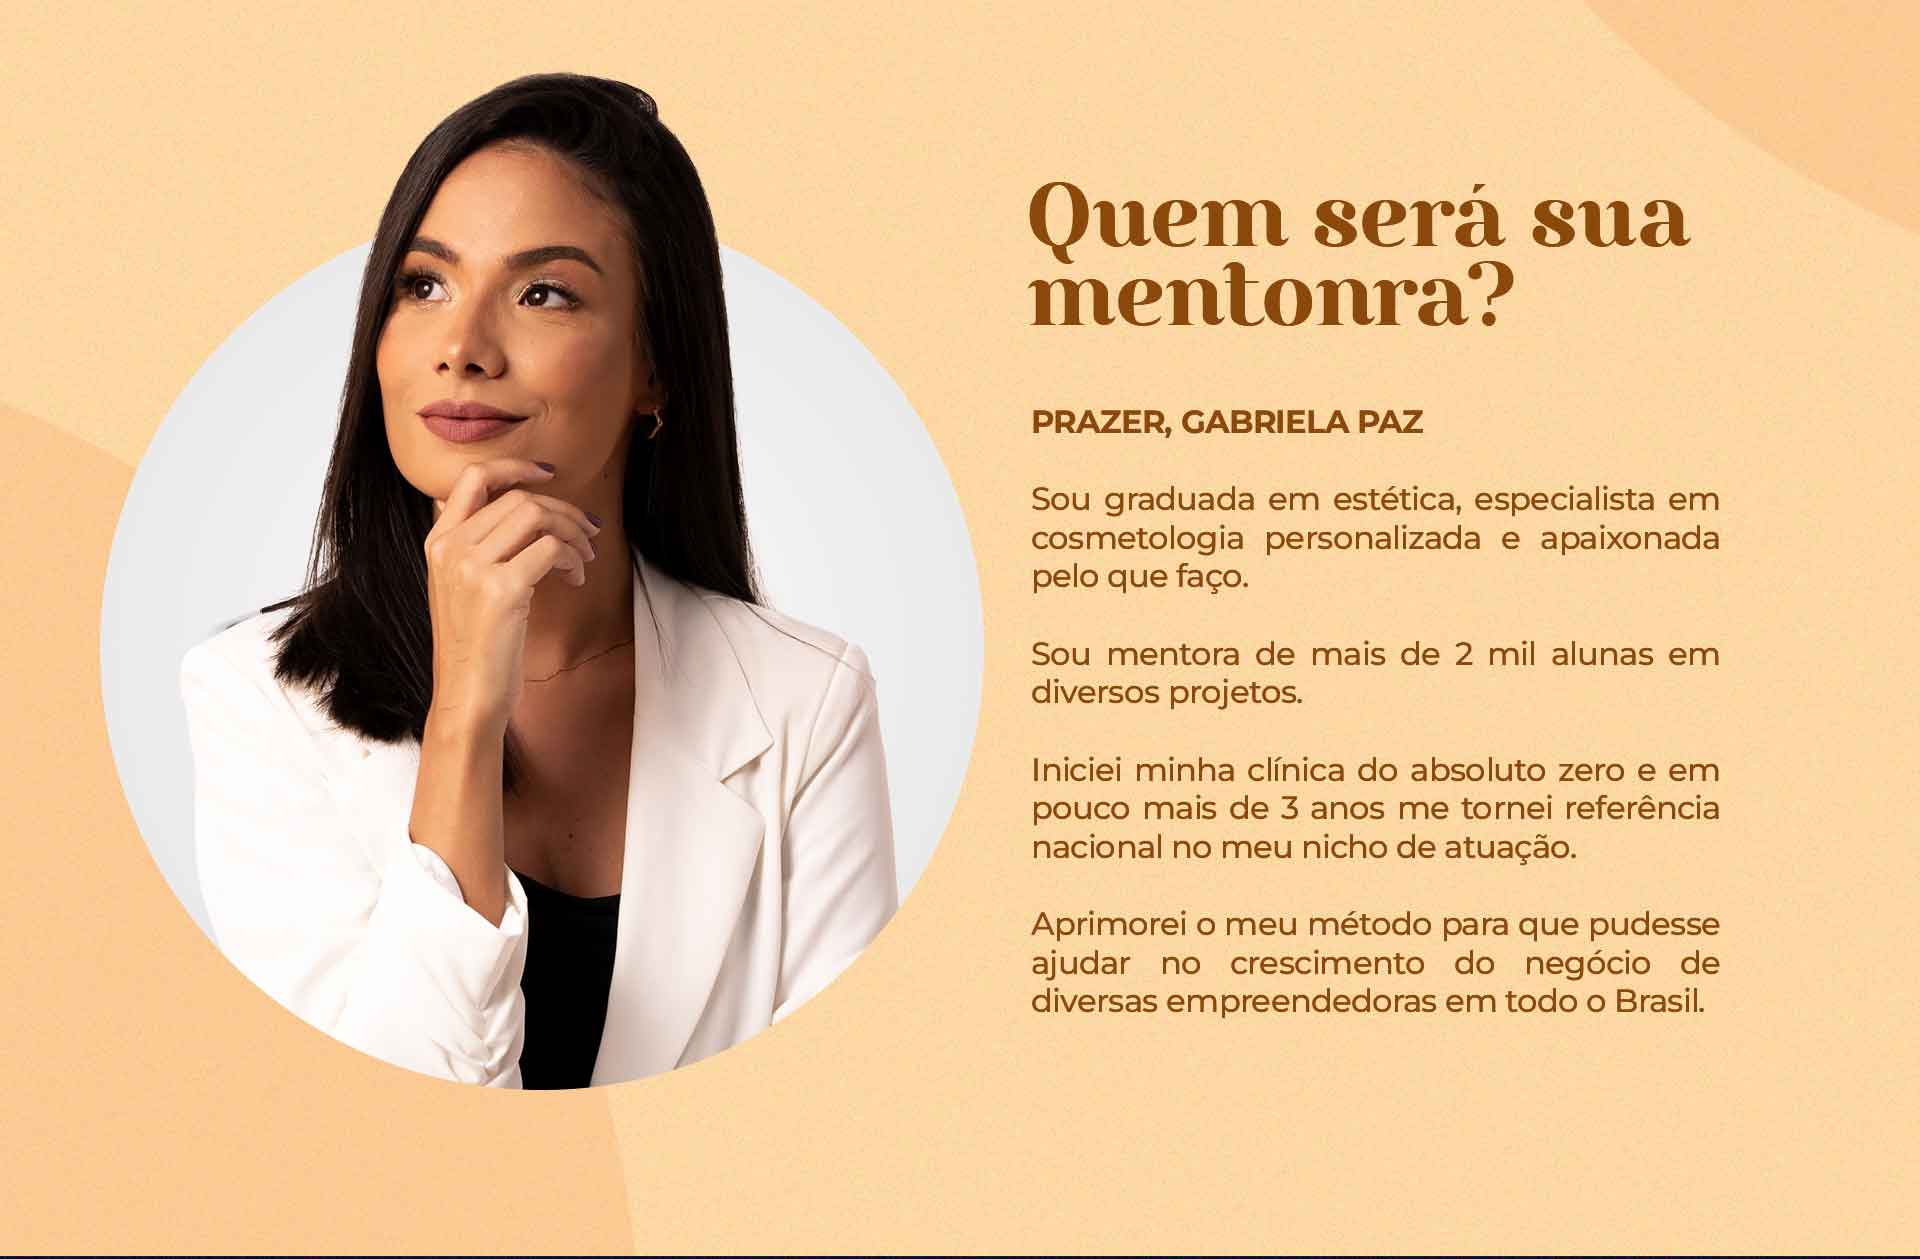 Quem será sua
mentonra?
PRAZER, GABRIELA PAZ
Sou graduada em estética, especialista em
cosmetologia personalizada e apaixonada
pelo que faço.
Sou mentora de mais de 2 mil alunas em
diversos projetos.
Iniciei minha clínica do absoluto zero e em
pouco mais de 3 anos me tornei referência
nacional no meu nicho de atuação.
Aprimorei o meu método para que pudesse
ajudar no crescimento do negócio de
diversas empreendedoras em todo o Brasil.